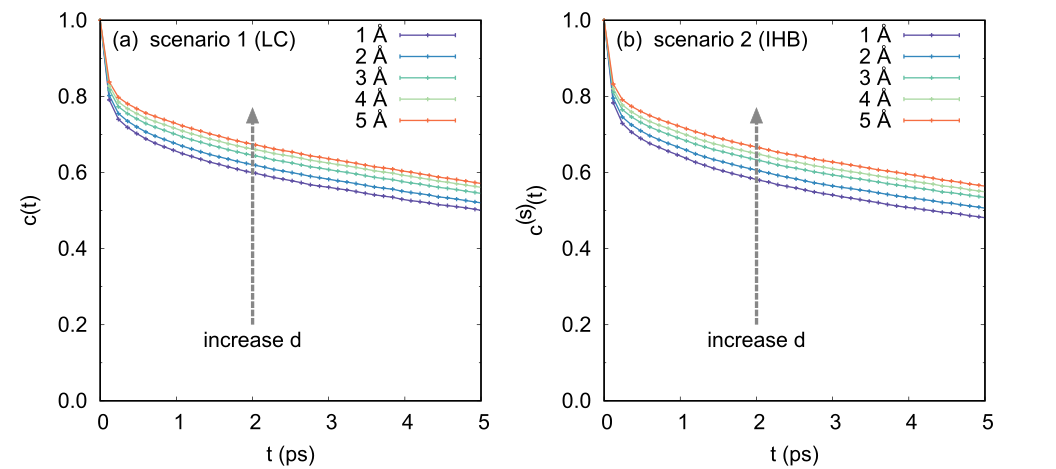 (a) scenario 1 (LC)
1 Å
2 Å
3 Å
4 Å
5 Å
increase d
c(t)
1.0
0.8
0.6
0.4
0.2
0.0
0 1 2 3 4 5
t (ps)
(b) scenario 2 (IHB)
1 Å
2 Å
3 Å
4 Å
5 Å
increase d
c(s)(t)
1.0
0.8
0.6
0.4
0.2
0.0
0 1 2 3 4 5
t (ps)